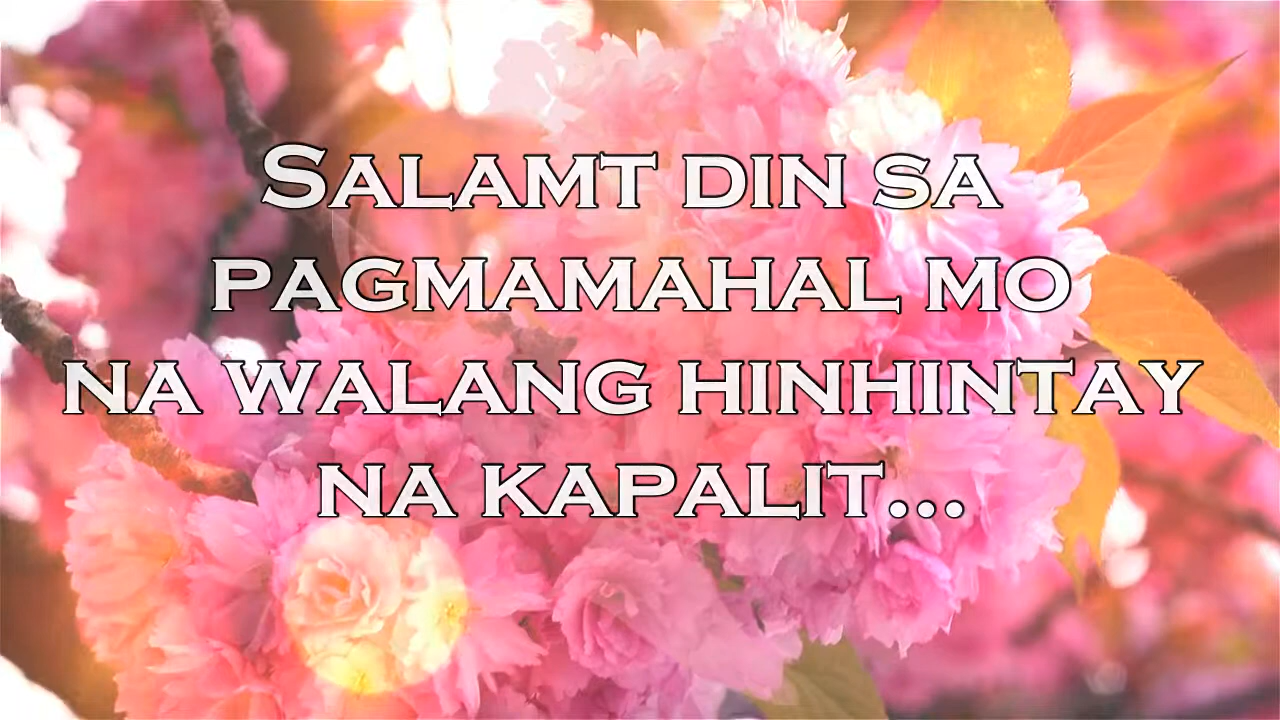 Salamt din sa
pagmamahal mo
na walang hinhintay
na kapalit...